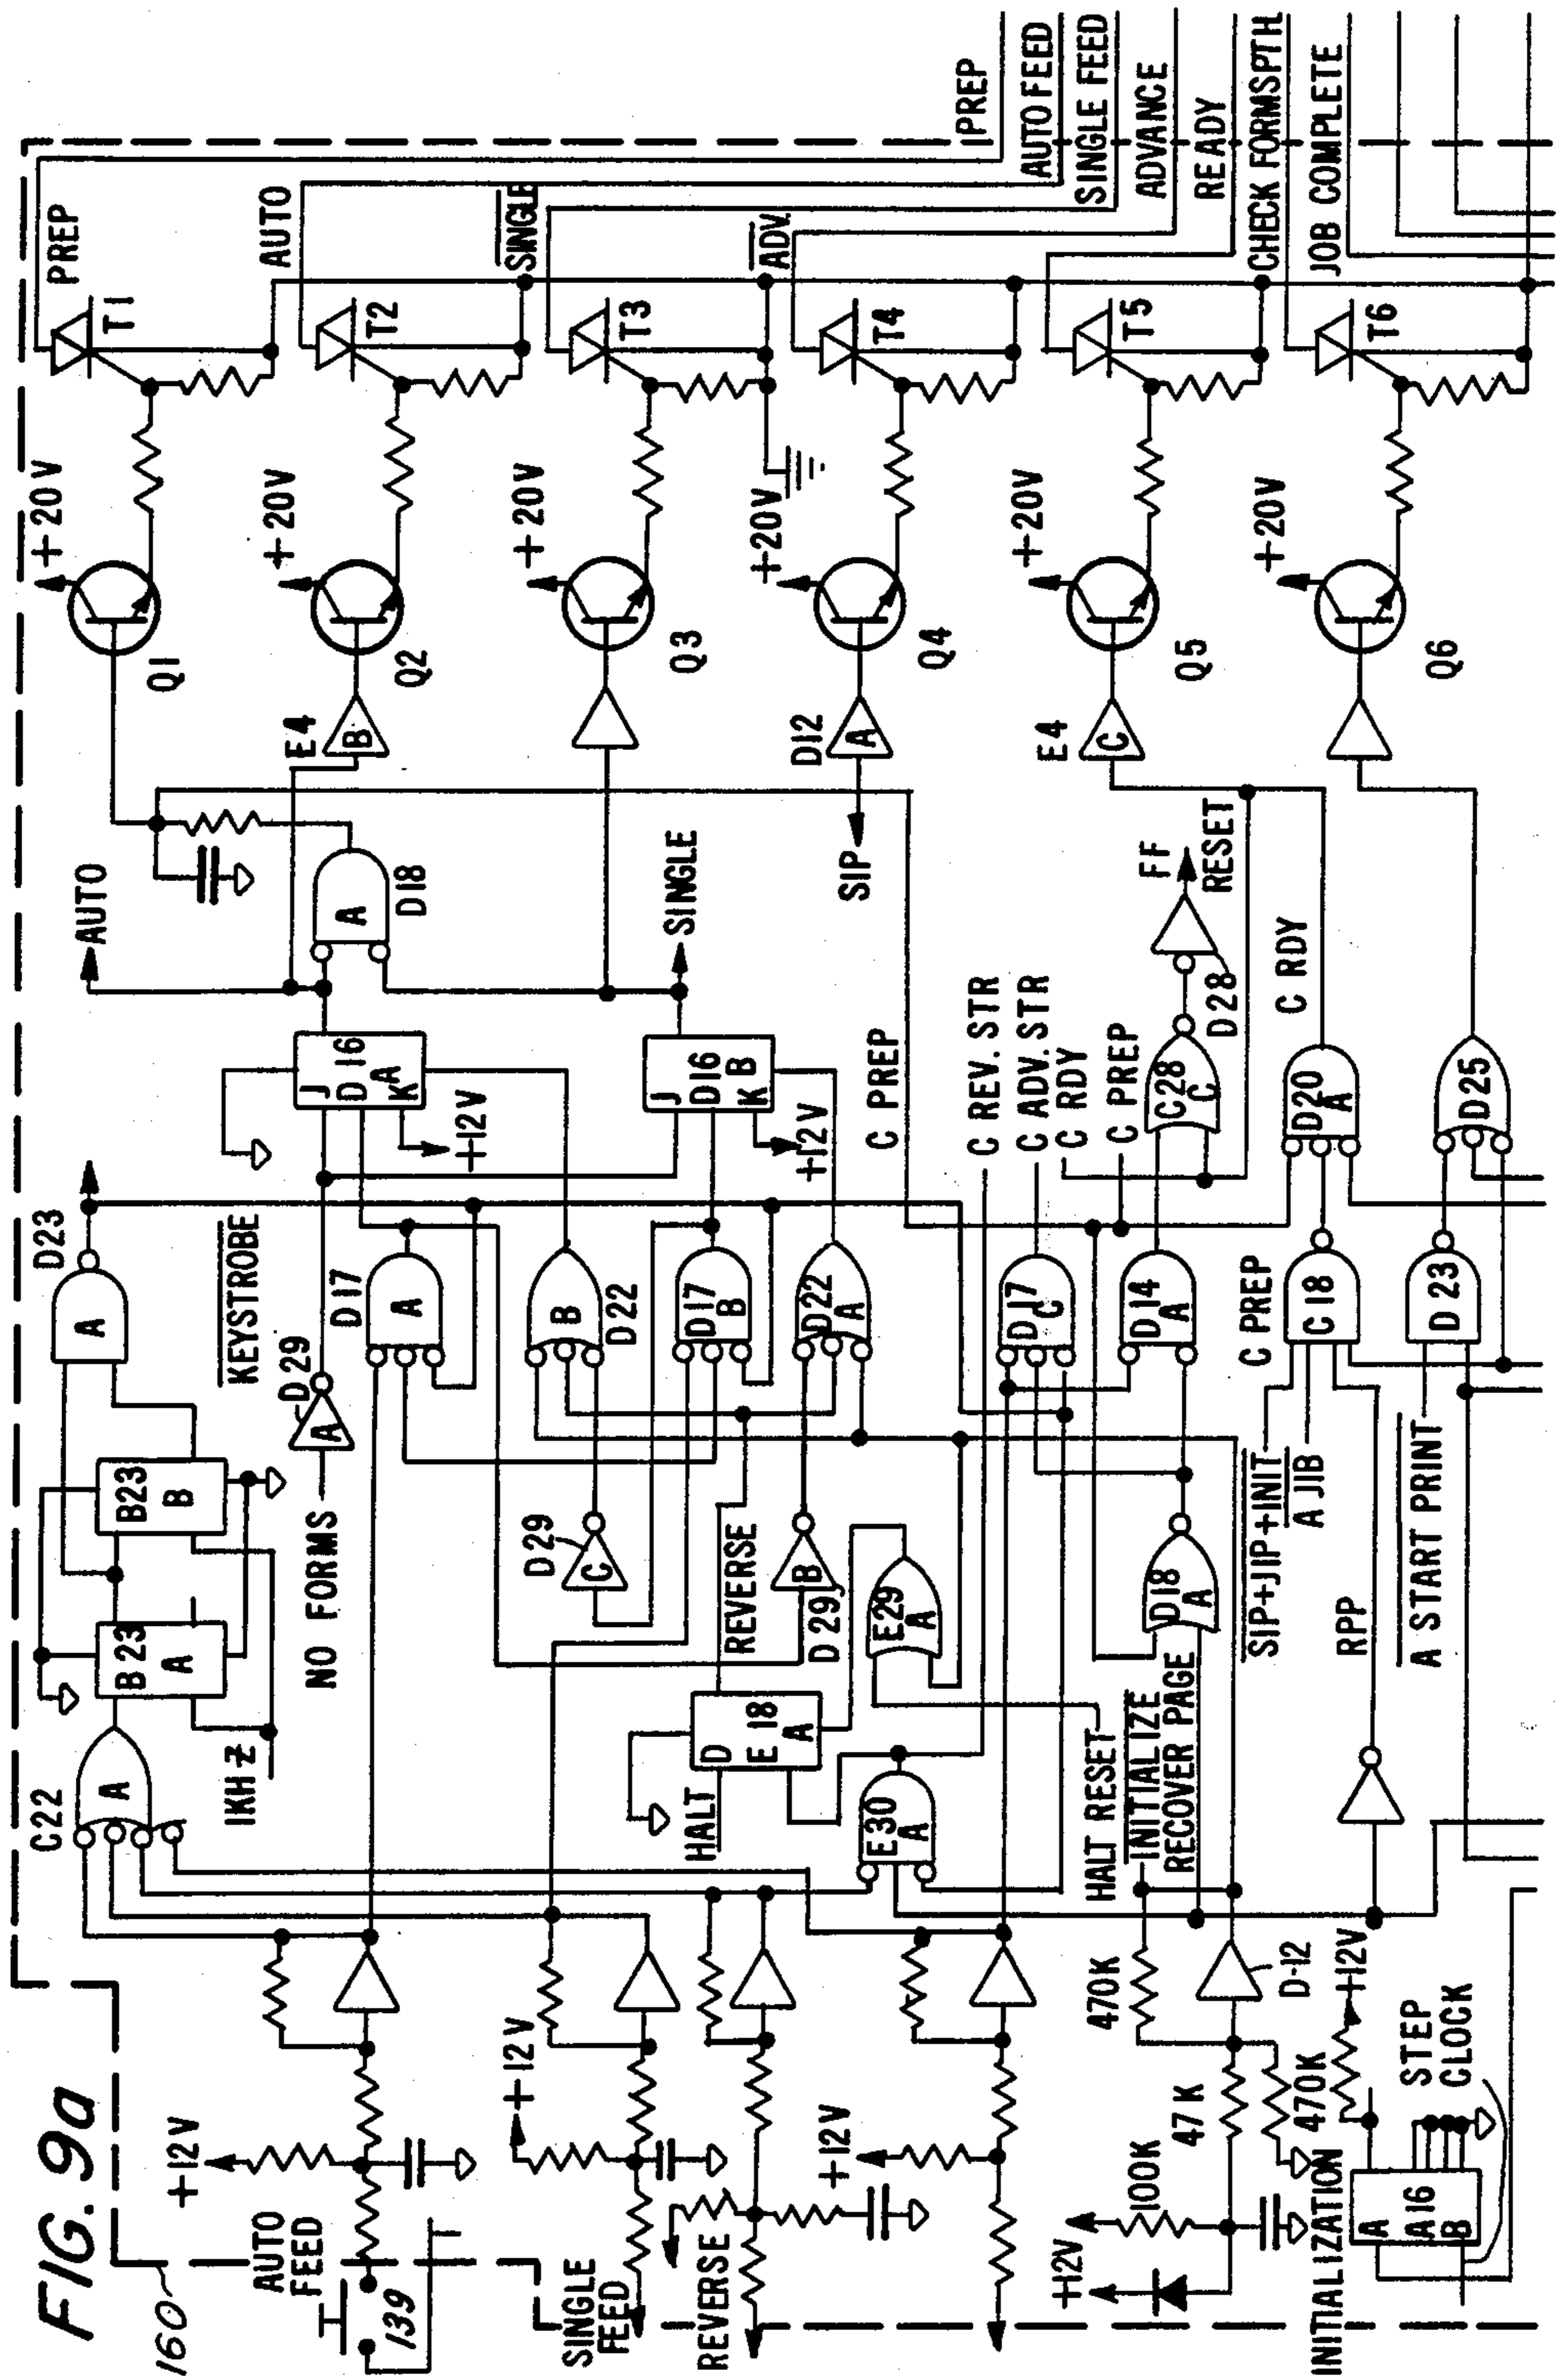 FIG. 9a
160
+12V
AUTO
FEED
139
SINGLE
FEED
+12V
REVERSE
+12V
+12V
100K
47K
470K
470K
INITIALIZATION
A
A16
B
+12V
STEP
CLOCK
D-12
C22
A
1KHZ
B23
A
B23
B
D23
A
KEYSTROBE
NO FORMS
D29
A
D17
A
B
D22
D29
C
D17
B
D22
A
REVERSE
B
D29
HALT
D
E18
A
E29
A
E30
A
HALT RESET
INITIALIZE
RECOVER PAGE
D18
A
D17
C
D14
A
C PREP
C REV. STR
C ADV. STR
C RDY
C PREP
C28
C
D28
FF
RESET
SIP+JIP+INIT
A JIB
RPP
A START PRINT
C PREP
C18
D23
D20
A
D25
C RDY
J
D16
A
K
+12V
J
D16
B
K
+12V
AUTO
A
D18
SINGLE
SIP
E4
B
D12
A
E4
C
Q1
Q2
Q3
Q4
Q5
Q6
+20V
+20V
+20V
+20V
+20V
+20V
PREP
T1
AUTO
T2
SINGLE
T3
ADV.
T4
T5
T6
PREP
AUTO FEED
SINGLE FEED
ADVANCE
READY
CHECK FORMSPTH
JOB COMPLETE